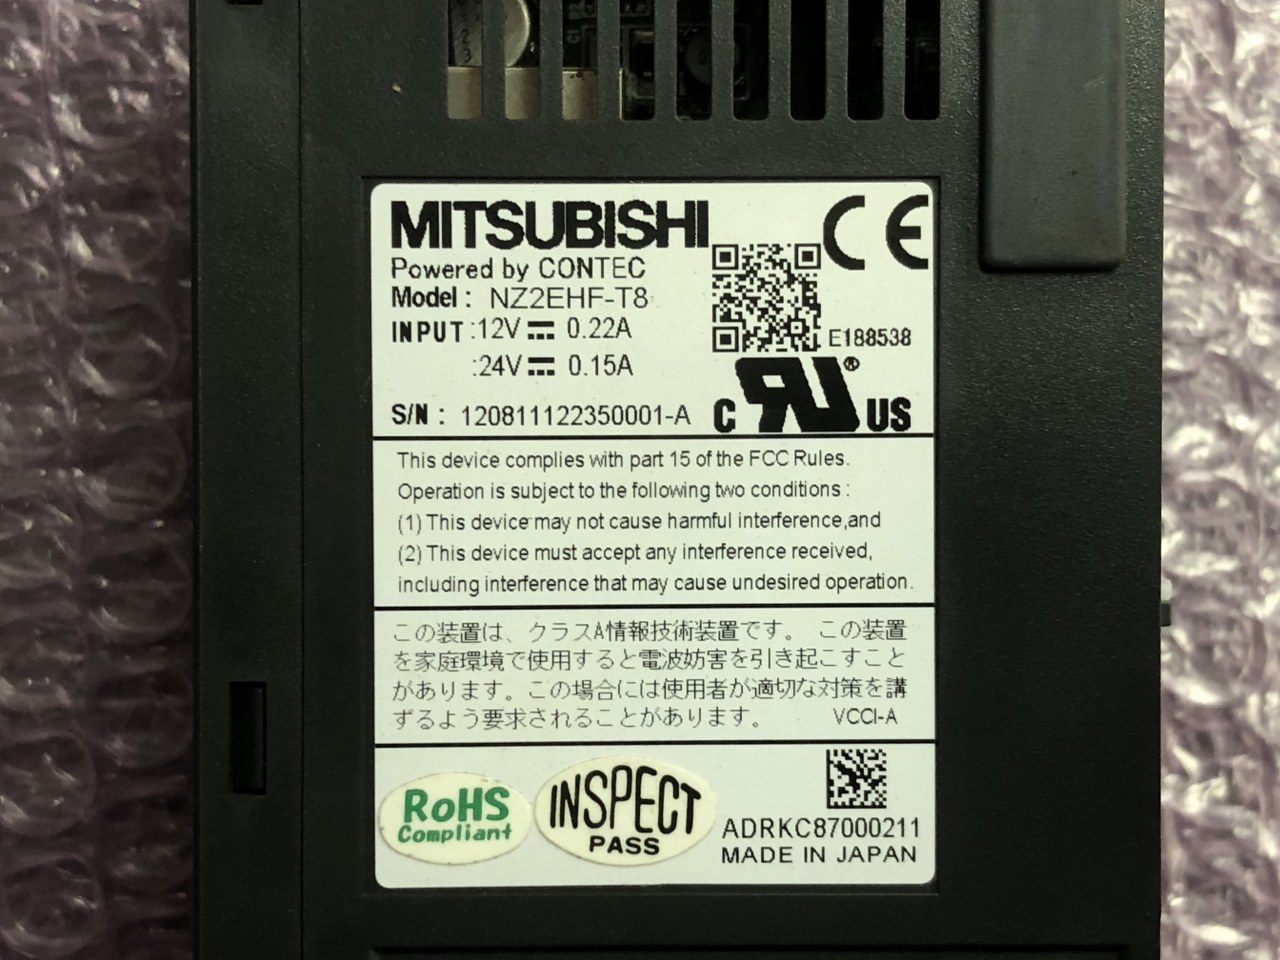 MITSUBISHI
CE
Powered by CONTEC
Model : NZ2EHF-T8
INPUT :12V 0.22A
:24V 0.15A
E188538
S/N : 120811122350001-A
C RU ® US
This device complies with part 15 of the FCC Rules.
Operation is subject to the following two conditions :
(1) This device may not cause harmful interference,and
(2) This device must accept any interference received,
including interference that may cause undesired operation.
この装置は、クラスA情報技術装置です。 この装置
を家庭環境で使用すると電波妨害を引き起こすこと
があります。この場合には使用者が適切な対策を講
ずるよう要求されることがあります。 VCCI-A
RoHS
Compliant
INSPECT
PASS
ADRKC87000211
MADE IN JAPAN